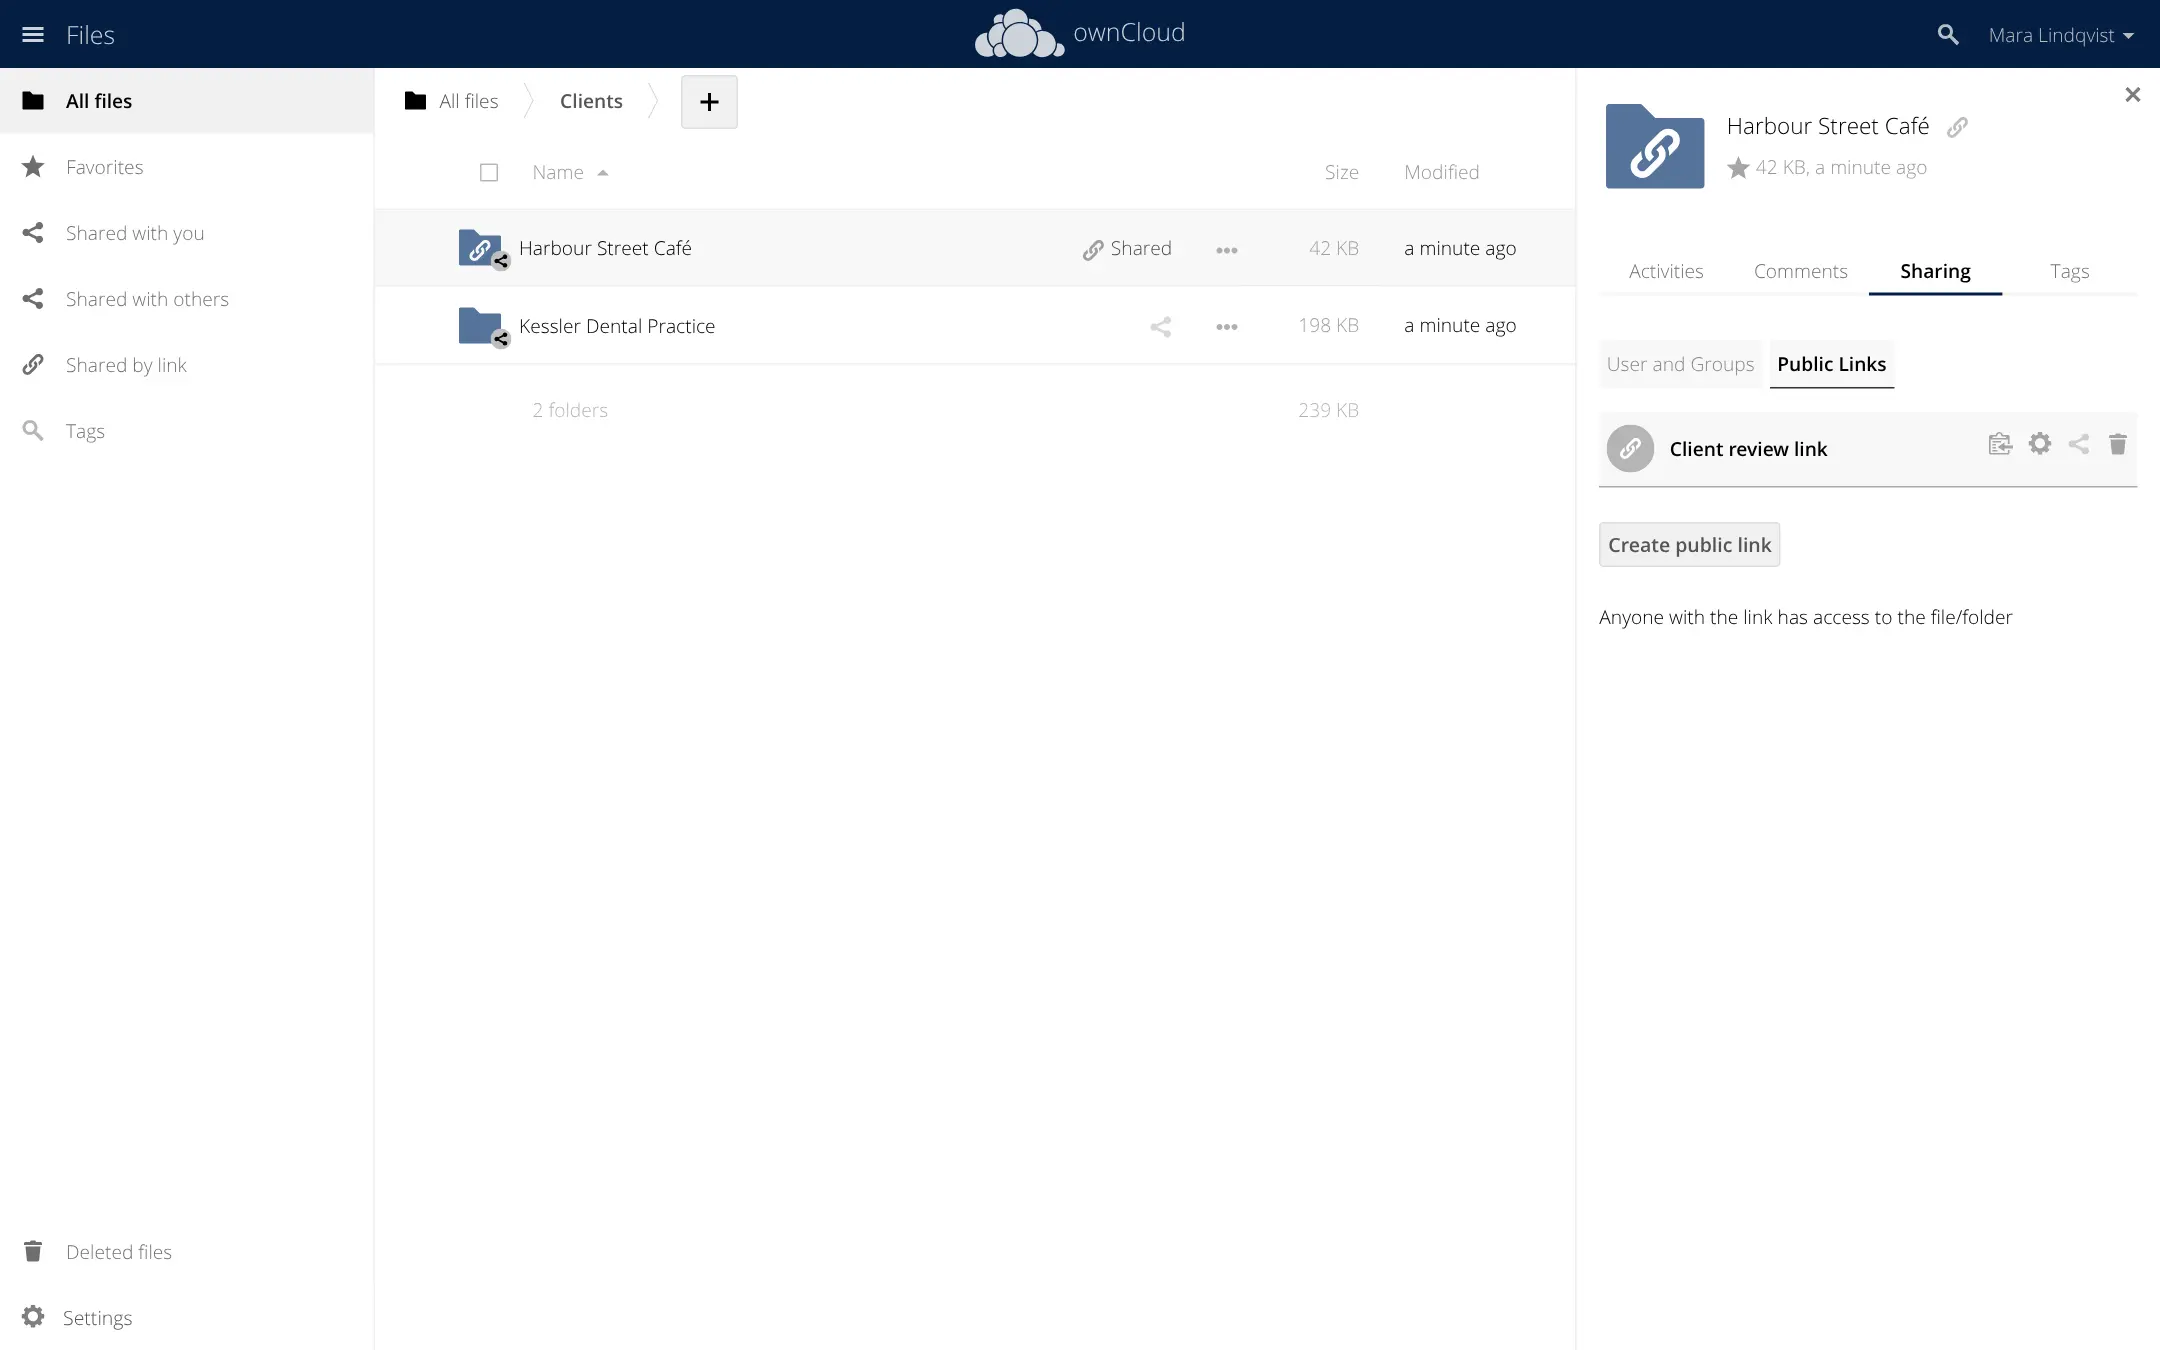 Files
ownCloud
Mara Lindqvist
All files
Favorites
Shared with you
Shared with others
Shared by link
Tags
Deleted files
Settings
All files
Clients
+
Name
Size
Modified
Harbour Street Café
Shared
42 KB
a minute ago
Kessler Dental Practice
198 KB
a minute ago
2 folders
239 KB
Harbour Street Café
42 KB, a minute ago
Activities
Comments
Sharing
Tags
User and Groups
Public Links
Client review link
Create public link
Anyone with the link has access to the file/folder